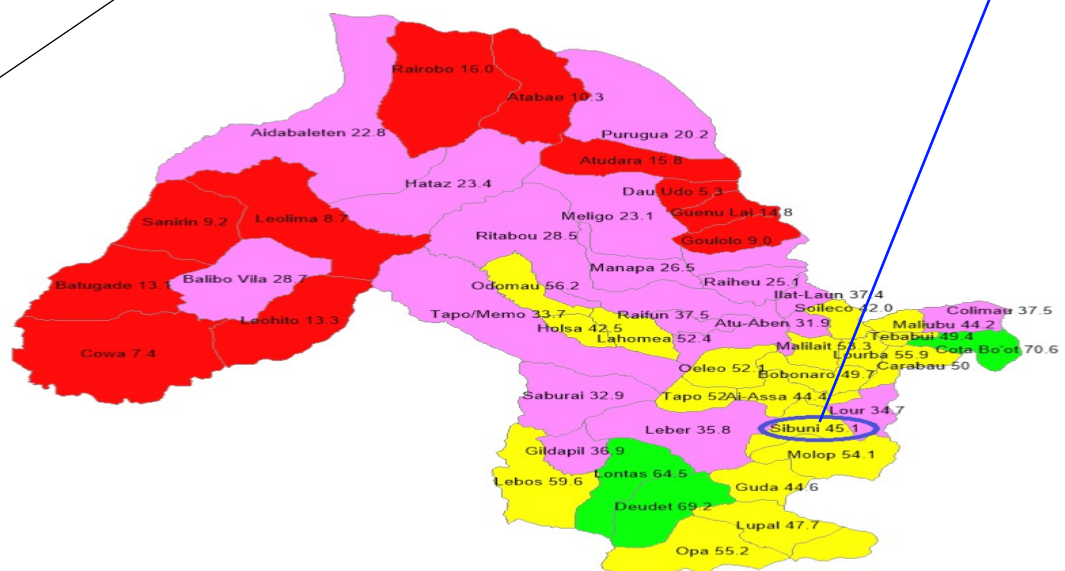 Rairobo 16.0
Atabae 10.3
Aidabaleten 22.8
Purugua 20.2
Atudara 15.8
Hataz 23.4
Dau Udo 5.3
Sanirin 9.2
Leolima 8.7
Meligo 23.1
Guenu Lai 14.8
Ritabou 28.5
Goulolo 9.0
Manapa 26.5
Balibo Vila 28.7
Raiheu 25.1
Batugade 13.1
Odomau 56.2
Ilat-Laun 37.4
Soileco 42.0
Colimau 37.5
Tapo/Memo 33.7
Raifun 37.5
Loohito 13.3
Atu-Aben 31.9
Maliubu 44.2
Holsa 42.5
Lahomea 52.4
Tebabui 49.4
Malilait 53.3
Cota Bo'ot 70.6
Cowa 7.4
Lourba 55.9
Oeleo 52.1
Carabau 50
Bobonaro 49.7
Saburai 32.9
Tapo 52
Ai-Assa 44.4
Lour 34.7
Leber 35.8
Sibuni 45.1
Gildapil 36.9
Molop 54.1
Lontas 64.5
Lebos 59.6
Guda 44.6
Deudet 69.2
Lupal 47.7
Opa 55.2